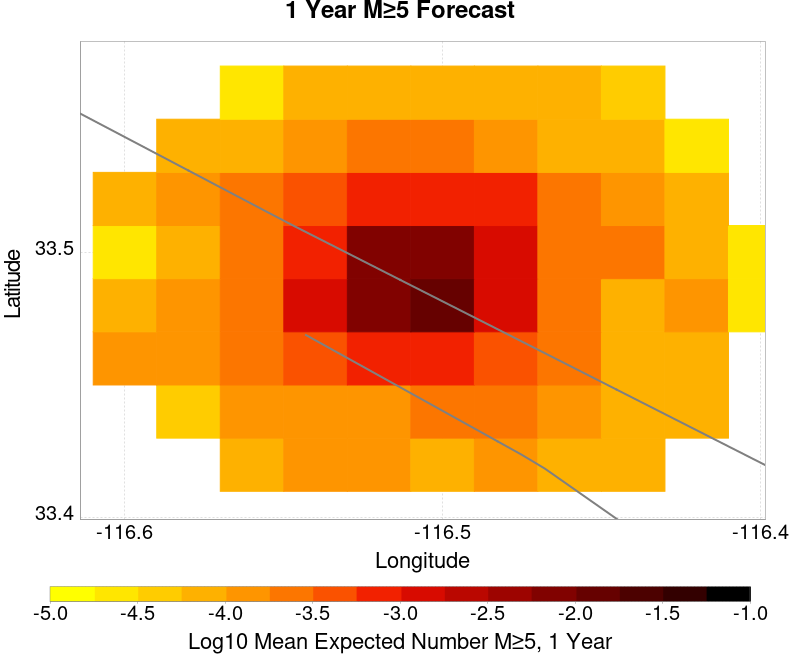 1 Year M≥5 Forecast
Latitude
33.5
33.4
-116.6 -116.5 -116.4
Longitude
-5.0 -4.5 -4.0 -3.5 -3.0 -2.5 -2.0 -1.5 -1.0
Log10 Mean Expected Number M≥5, 1 Year